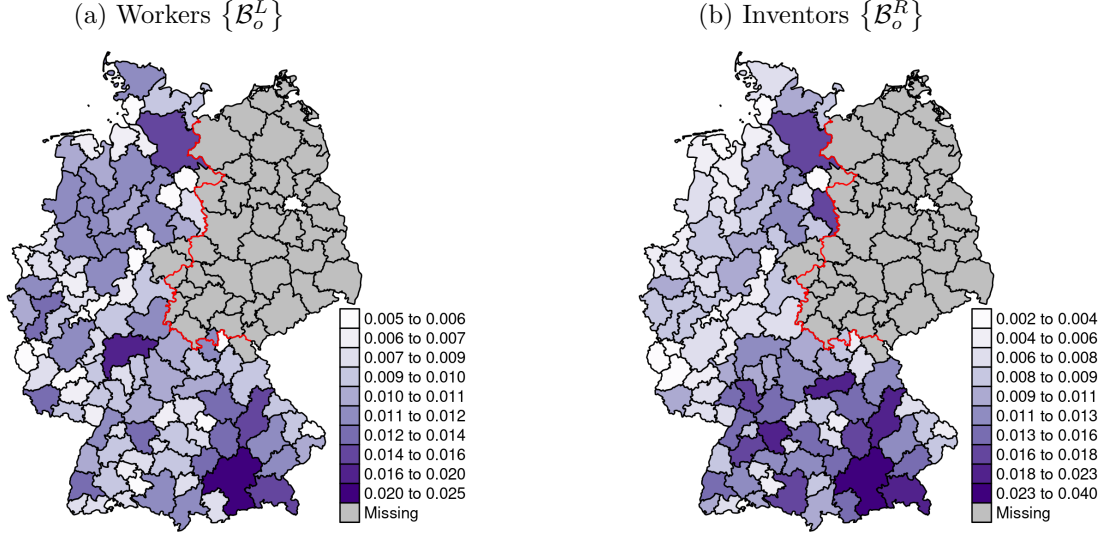 (a) Workers {𝓑ₒᴸ}
(b) Inventors {𝓑ₒᴿ}
0.005 to 0.006
0.006 to 0.007
0.007 to 0.009
0.009 to 0.010
0.010 to 0.011
0.011 to 0.012
0.012 to 0.014
0.014 to 0.016
0.016 to 0.020
0.020 to 0.025
Missing
0.002 to 0.004
0.004 to 0.006
0.006 to 0.008
0.008 to 0.009
0.009 to 0.011
0.011 to 0.013
0.013 to 0.016
0.016 to 0.018
0.018 to 0.023
0.023 to 0.040
Missing